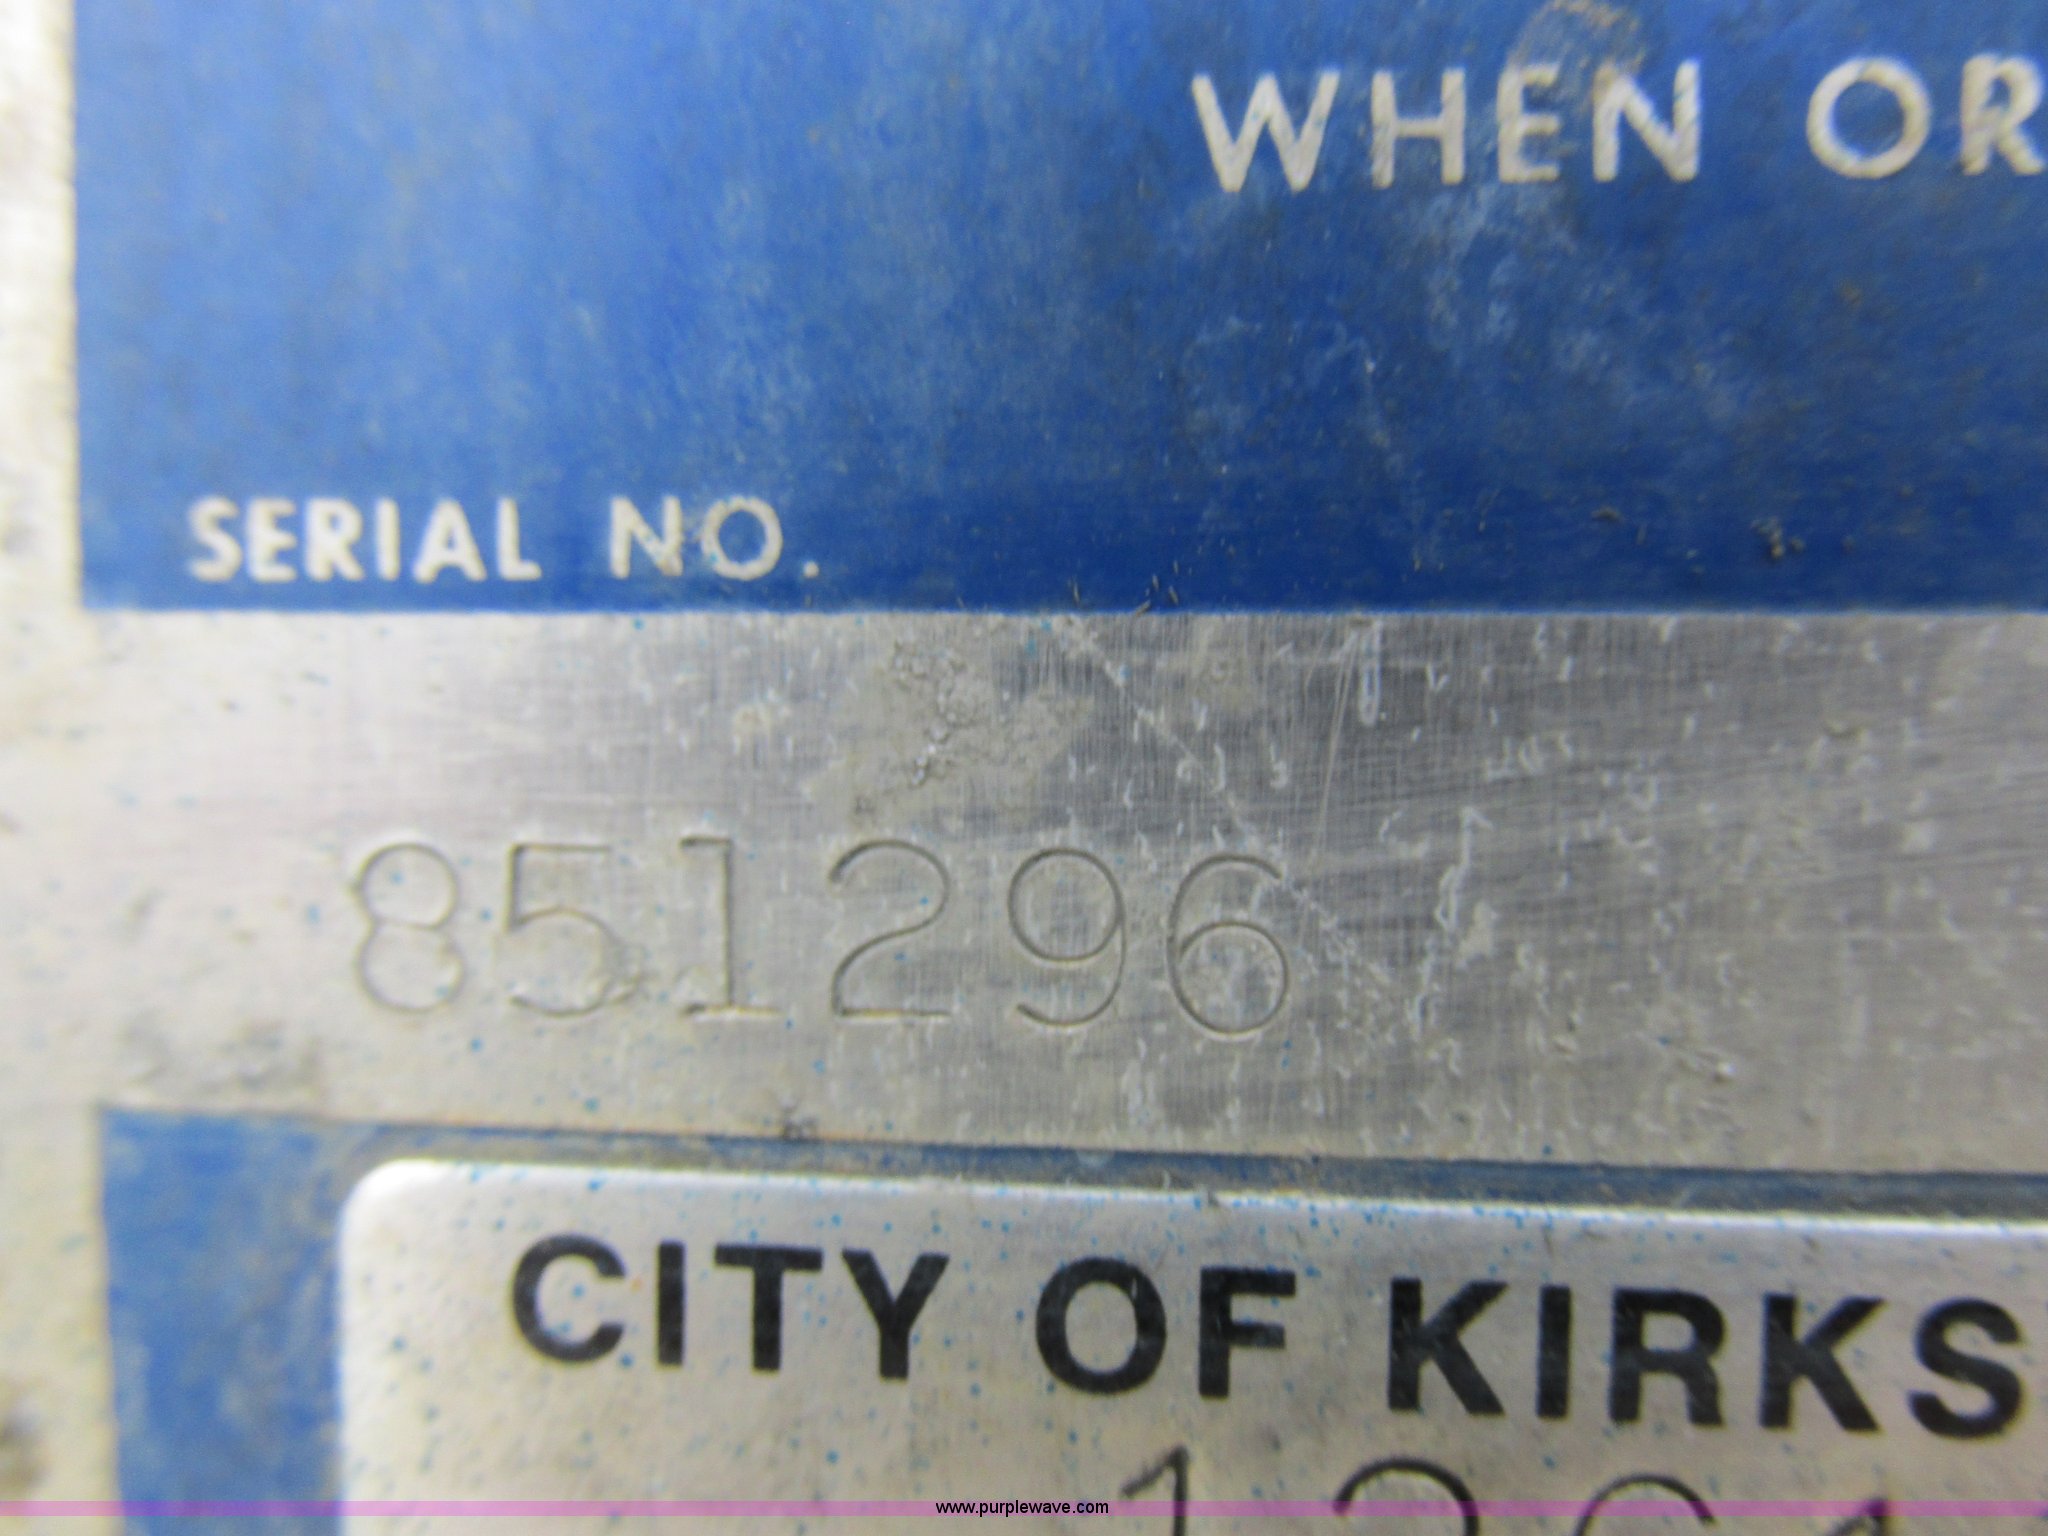 WHEN OR
SERIAL NO.
851296
CITY OF KIRKS
www.purplewave.com